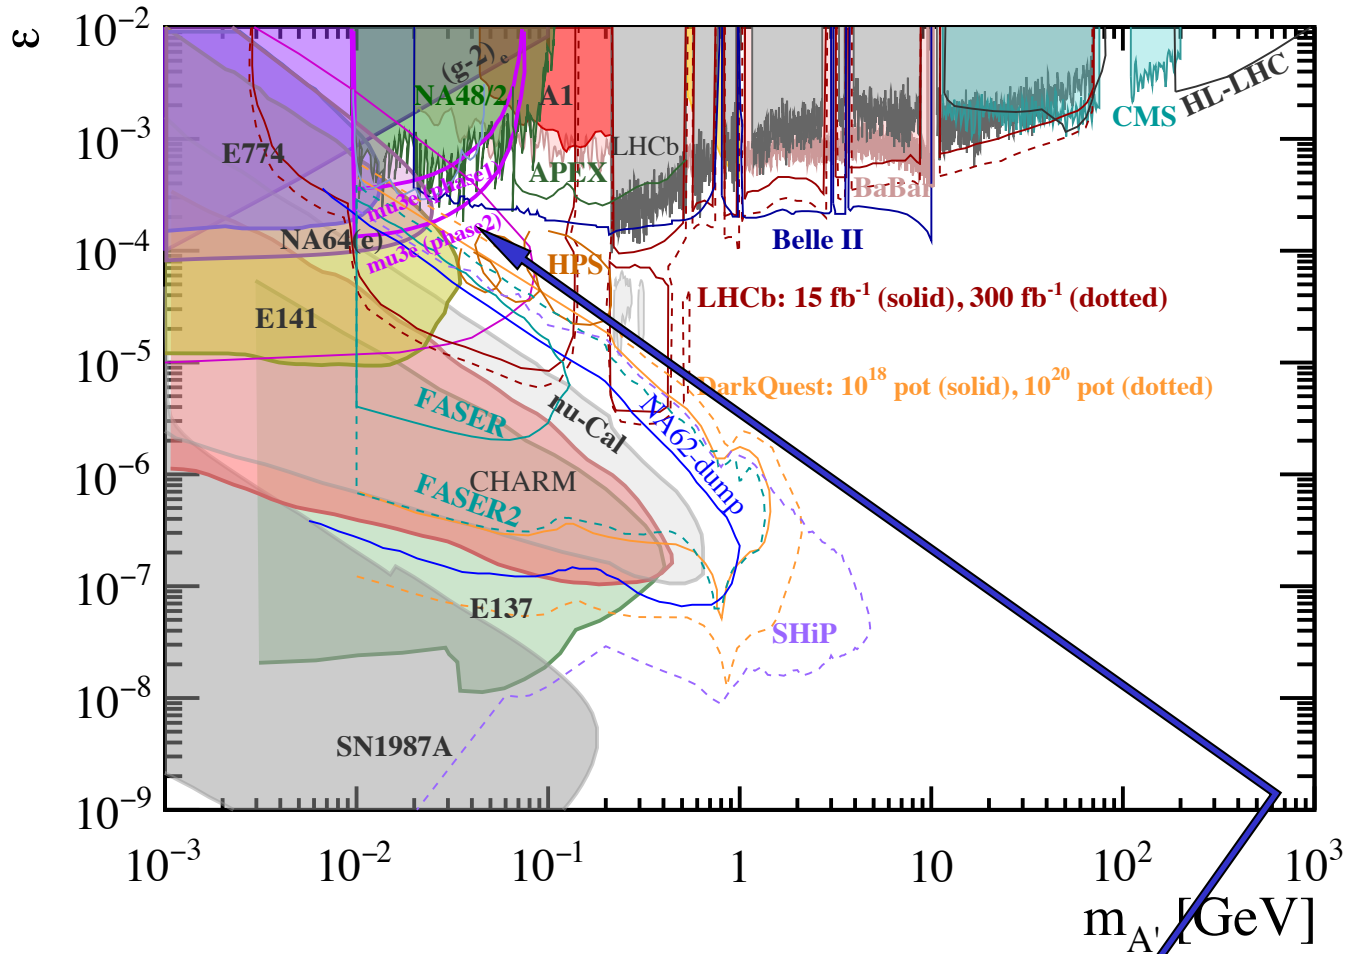 ε
10⁻²
10⁻³
10⁻⁴
10⁻⁵
10⁻⁶
10⁻⁷
10⁻⁸
10⁻⁹
(g-2)e
NA48/2
A1
CMS
HL-LHC
E774
LHCb
APEX
mu3e (phase1)
BaBar
NA64(e)
mu3e (phase2)
Belle II
HPS
LHCb: 15 fb⁻¹ (solid), 300 fb⁻¹ (dotted)
E141
DarkQuest: 10¹⁸ pot (solid), 10²⁰ pot (dotted)
FASER
nu-Cal
NA62-dump
CHARM
FASER2
E137
SHiP
SN1987A
10⁻³
10⁻²
10⁻¹
1
10
10²
10³
m_A' [GeV]